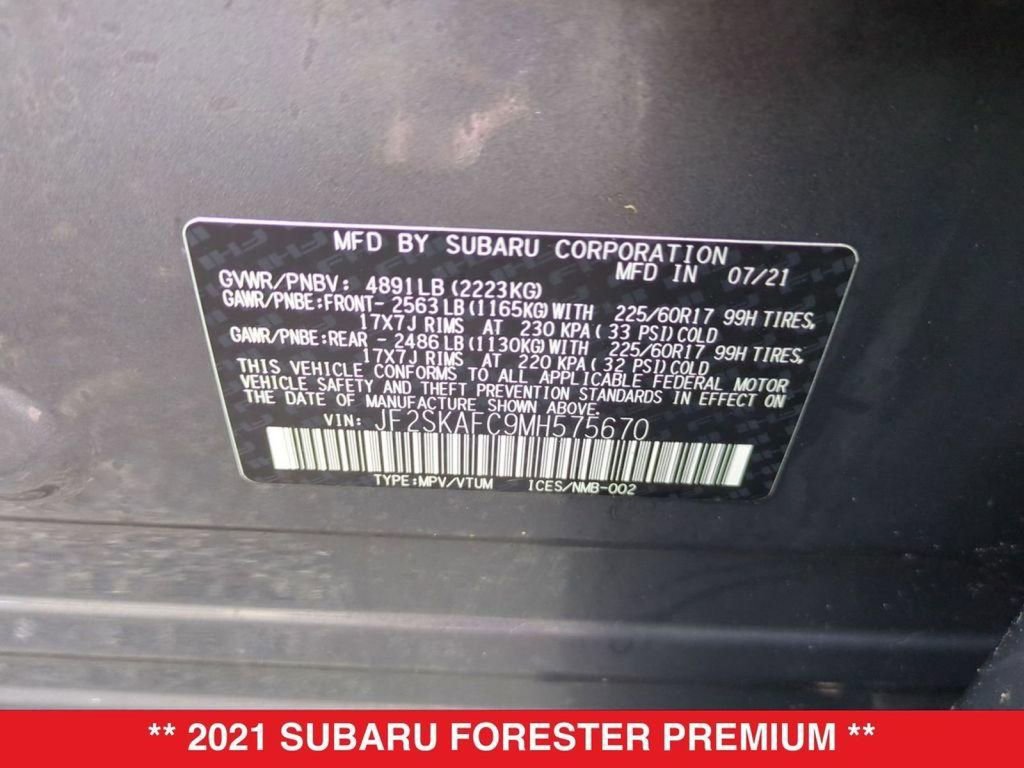 MFD BY SUBARU CORPORATION
MFD IN 07/21
GVWR/PNBV: 4891LB (2223KG)
GAWR/PNBE:FRONT- 2563LB (1165KG) WITH 225/60R17 99H TIRES,
17X7J RIMS AT 230 KPA ( 33 PSI) COLD
GAWR/PNBE:REAR - 2486LB (1130KG) WITH 225/60R17 99H TIRES,
17X7J RIMS AT 220 KPA ( 32 PSI) COLD
THIS VEHICLE CONFORMS TO ALL APPLICABLE FEDERAL MOTOR
VEHICLE SAFETY AND THEFT PREVENTION STANDARDS IN EFFECT ON
THE DATE OF MANUFACTURE SHOWN ABOVE.
VIN: JF2SKAFC9MH575670
TYPE:MPV/VTUM ICES/NMB-002
** 2021 SUBARU FORESTER PREMIUM **